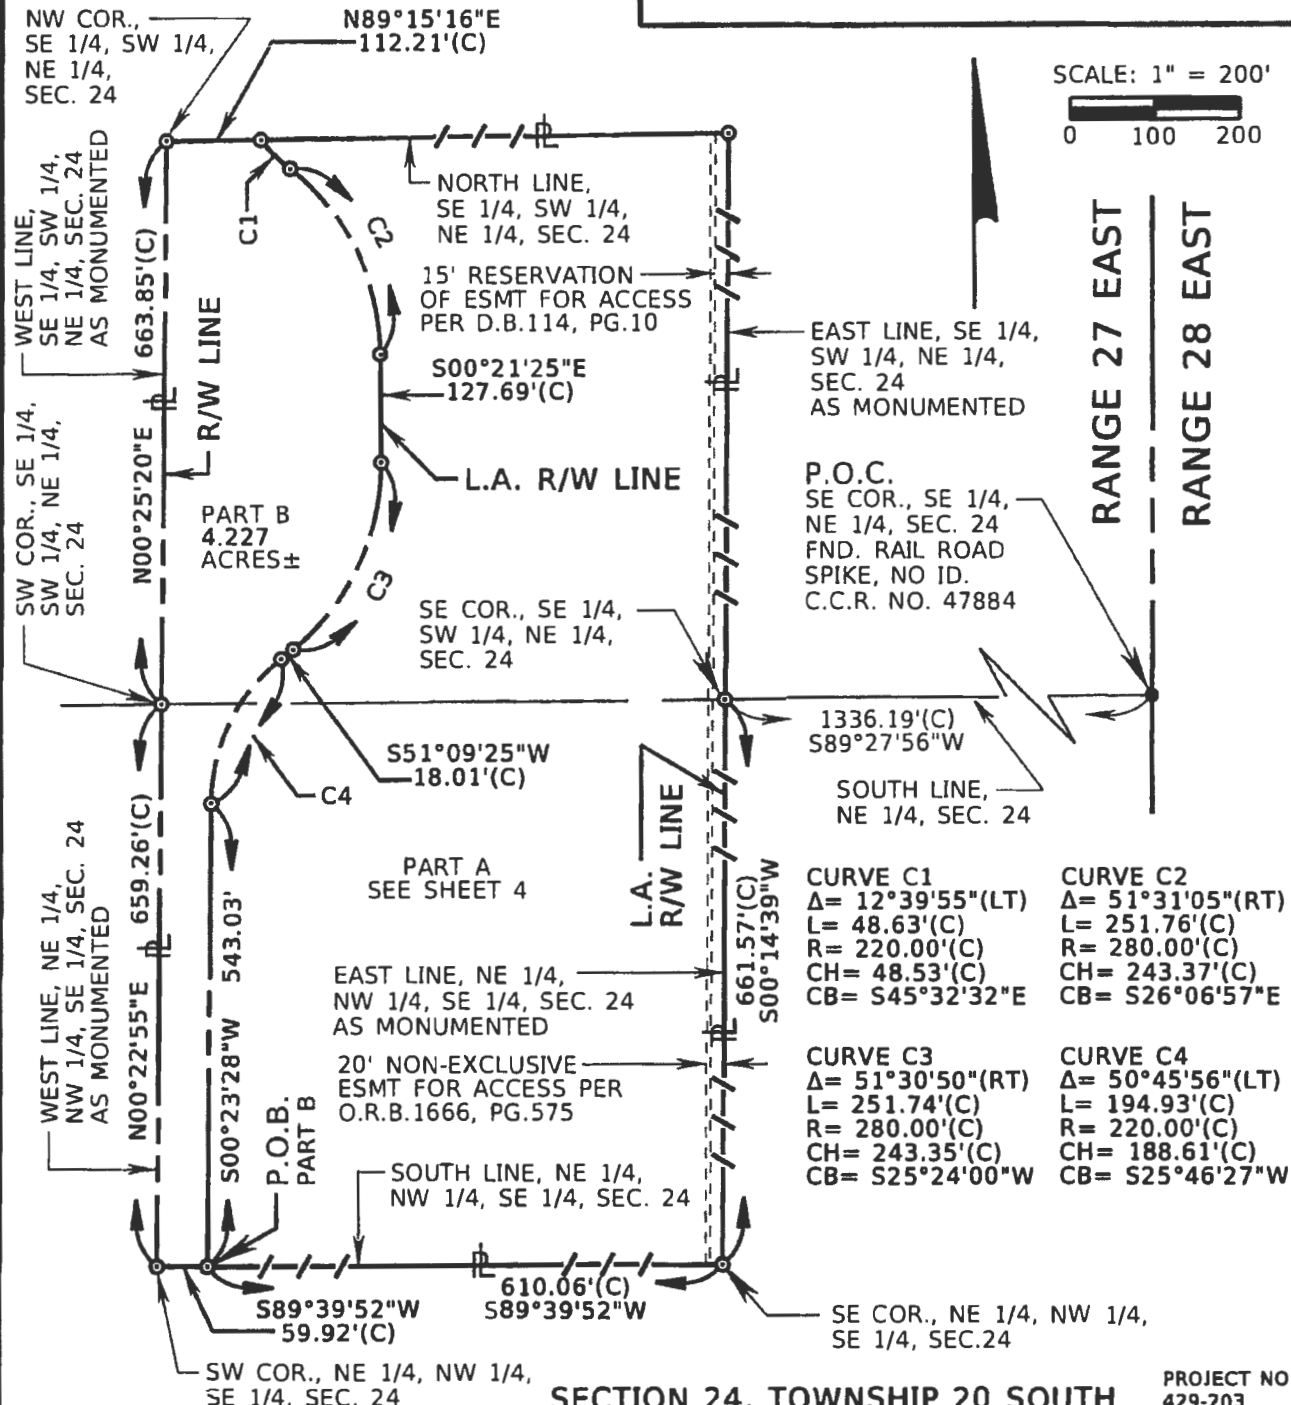 NW COR.,
SE 1/4, SW 1/4,
NE 1/4,
SEC. 24
N89°15'16"E
112.21'(C)
SCALE: 1" = 200'
0 100 200
WEST LINE,
SE 1/4, SW 1/4,
NE 1/4, SEC. 24
AS MONUMENTED
663.85'(C)
N00°25'20"E
R/W LINE
C1
C2
NORTH LINE,
SE 1/4, SW 1/4,
NE 1/4, SEC. 24
15' RESERVATION
OF ESMT FOR ACCESS
PER D.B.114, PG.10
S00°21'25"E
127.69'(C)
L.A. R/W LINE
EAST LINE, SE 1/4,
SW 1/4, NE 1/4,
SEC. 24
AS MONUMENTED
RANGE 27 EAST
RANGE 28 EAST
P.O.C.
SE COR., SE 1/4,
NE 1/4, SEC. 24
FND. RAIL ROAD
SPIKE, NO ID.
C.C.R. NO. 47884
SW COR., SE 1/4,
SW 1/4, NE 1/4,
SEC. 24
PART B
4.227
ACRES±
C3
SE COR., SE 1/4,
SW 1/4, NE 1/4,
SEC. 24
1336.19'(C)
S89°27'56"W
SOUTH LINE,
NE 1/4, SEC. 24
S51°09'25"W
18.01'(C)
C4
L.A.
R/W LINE
PART A
SEE SHEET 4
WEST LINE, NE 1/4,
NW 1/4, SE 1/4, SEC. 24
AS MONUMENTED
N00°22'55"E 659.26'(C)
S00°23'28"W 543.03'
P.O.B.
PART B
EAST LINE, NE 1/4,
NW 1/4, SE 1/4, SEC. 24
AS MONUMENTED
20' NON-EXCLUSIVE
ESMT FOR ACCESS PER
O.R.B.1666, PG.575
661.57'(C)
S00°14'39"W
CURVE C1
Δ= 12°39'55"(LT)
L= 48.63'(C)
R= 220.00'(C)
CH= 48.53'(C)
CB= S45°32'32"E
CURVE C2
Δ= 51°31'05"(RT)
L= 251.76'(C)
R= 280.00'(C)
CH= 243.37'(C)
CB= S26°06'57"E
CURVE C3
Δ= 51°30'50"(RT)
L= 251.74'(C)
R= 280.00'(C)
CH= 243.35'(C)
CB= S25°24'00"W
CURVE C4
Δ= 50°45'56"(LT)
L= 194.93'(C)
R= 220.00'(C)
CH= 188.61'(C)
CB= S25°46'27"W
SOUTH LINE, NE 1/4,
NW 1/4, SE 1/4, SEC. 24
S89°39'52"W
59.92'(C)
610.06'(C)
S89°39'52"W
SE COR., NE 1/4, NW 1/4,
SE 1/4, SEC.24
SW COR., NE 1/4, NW 1/4,
SE 1/4, SEC. 24
SECTION 24, TOWNSHIP 20 SOUTH
PROJECT NO
429-203